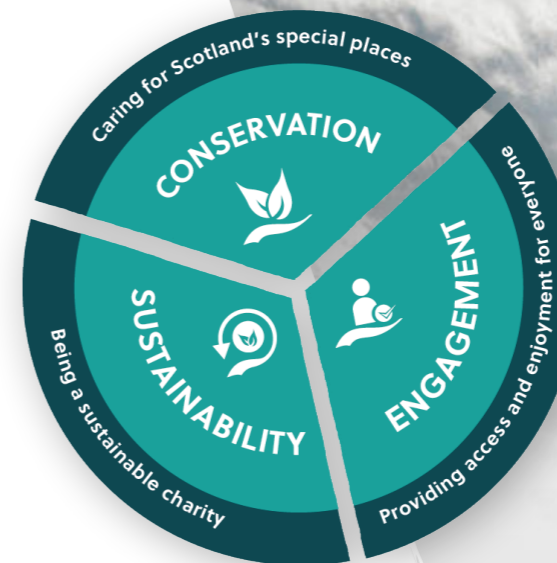 Caring for Scotland's special places
CONSERVATION
Providing access and enjoyment for everyone
ENGAGEMENT
Being a sustainable charity
SUSTAINABILITY